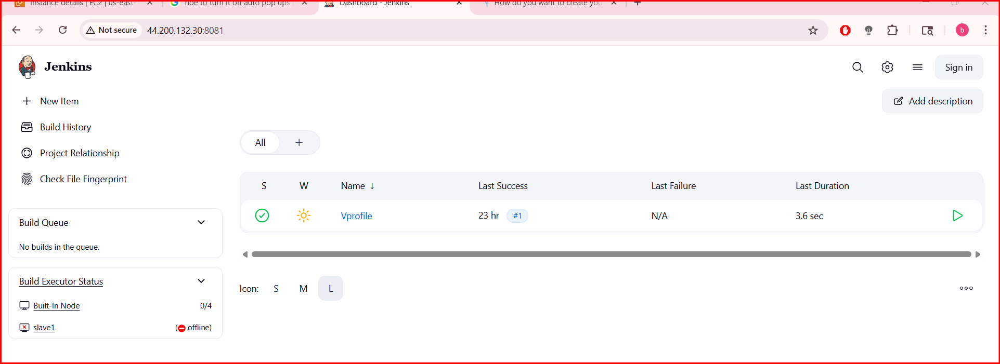 Instance details | EC2 | us-east-
hoe to turn it off auto pop ups
Dashboard - Jenkins
How do you want to create you
Not secure
44.200.132.30:8081
b
Jenkins
Sign in
New Item
Add description
Build History
All
Project Relationship
Check File Fingerprint
S W Name ↓ Last Success Last Failure Last Duration
Vprofile 23 hr #1 N/A 3.6 sec
Build Queue
No builds in the queue.
Build Executor Status
Built-In Node 0/4
slave1 (offline)
Icon: S M L